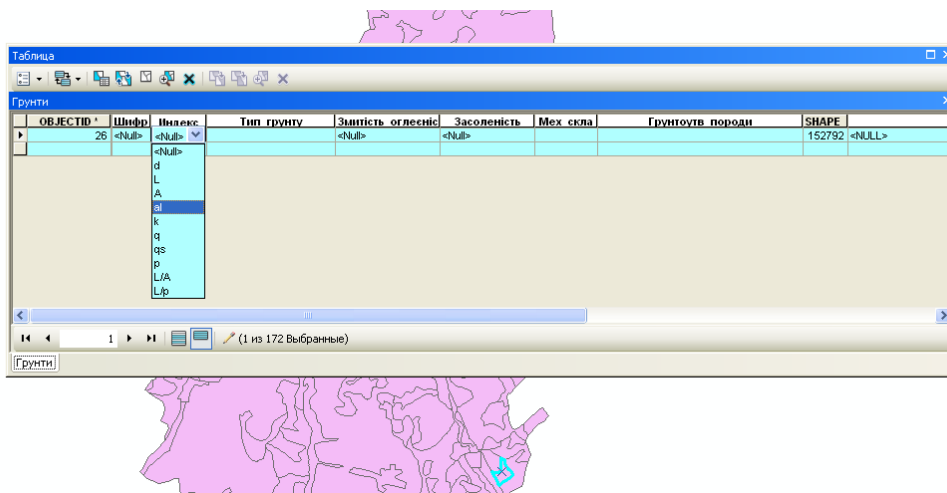 Таблица
Грунти
OBJECTID * Шифр Индекс Тип грунту Змитість оглеєніс Засоленість Мех скла Грунтоутв породи SHAPE
26 <Null> <Null> <Null> <Null> 152792 <NULL>
<Null>
d
L
A
al
k
q
qs
p
L/A
L/p
1 (1 из 172 Выбранные)
Грунти